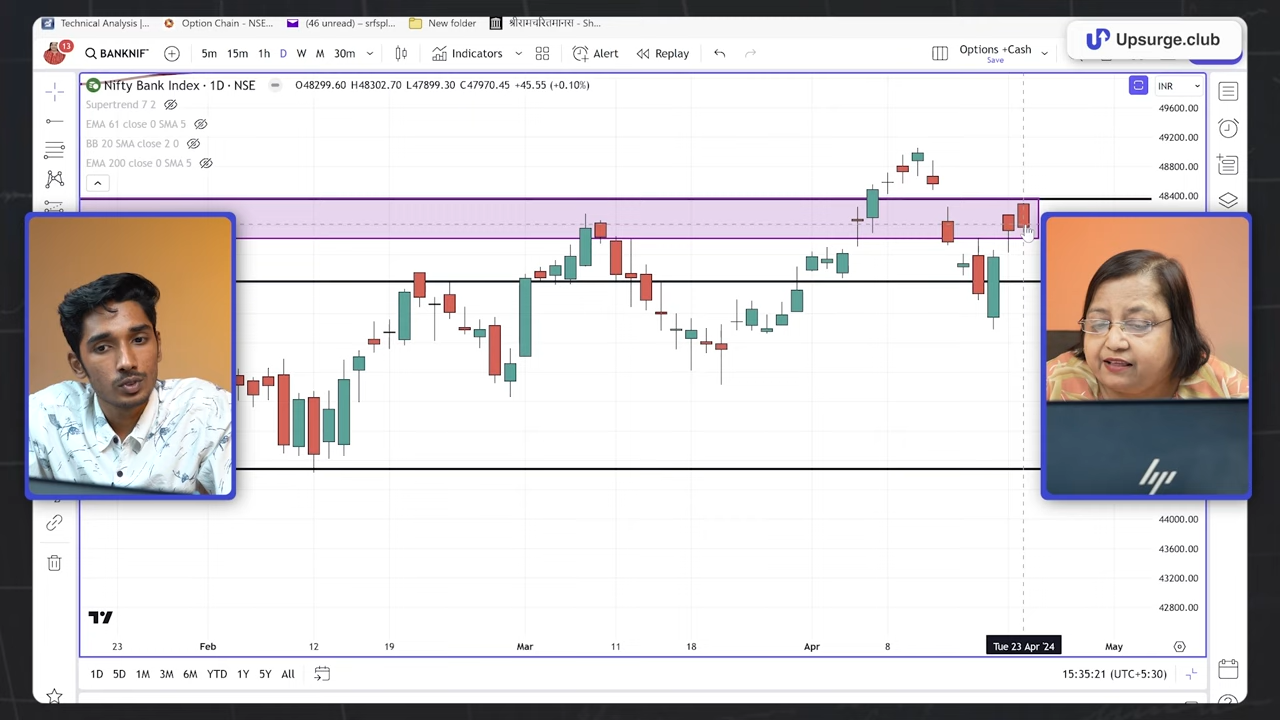 Technical Analysis |...
Option Chain - NSE...
(46 unread) – srfspl...
New folder
श्रीरामचरितमानस - Sh...
Upsurge.club
13
BANKNIF
5m 15m 1h D W M 30m
Indicators
Alert
Replay
Options +Cash
Save
Nifty Bank Index · 1D · NSE
O48299.60 H48302.70 L47899.30 C47970.45 +45.55 (+0.10%)
INR
Supertrend 7 2
EMA 61 close 0 SMA 5
BB 20 SMA close 2 0
EMA 200 close 0 SMA 5
49600.00
49200.00
48800.00
48400.00
44000.00
43600.00
43200.00
42800.00
hp
23 Feb 12 19 Mar 11 18 Apr 8 Tue 23 Apr '24 May
1D 5D 1M 3M 6M YTD 1Y 5Y All
15:35:21 (UTC+5:30)